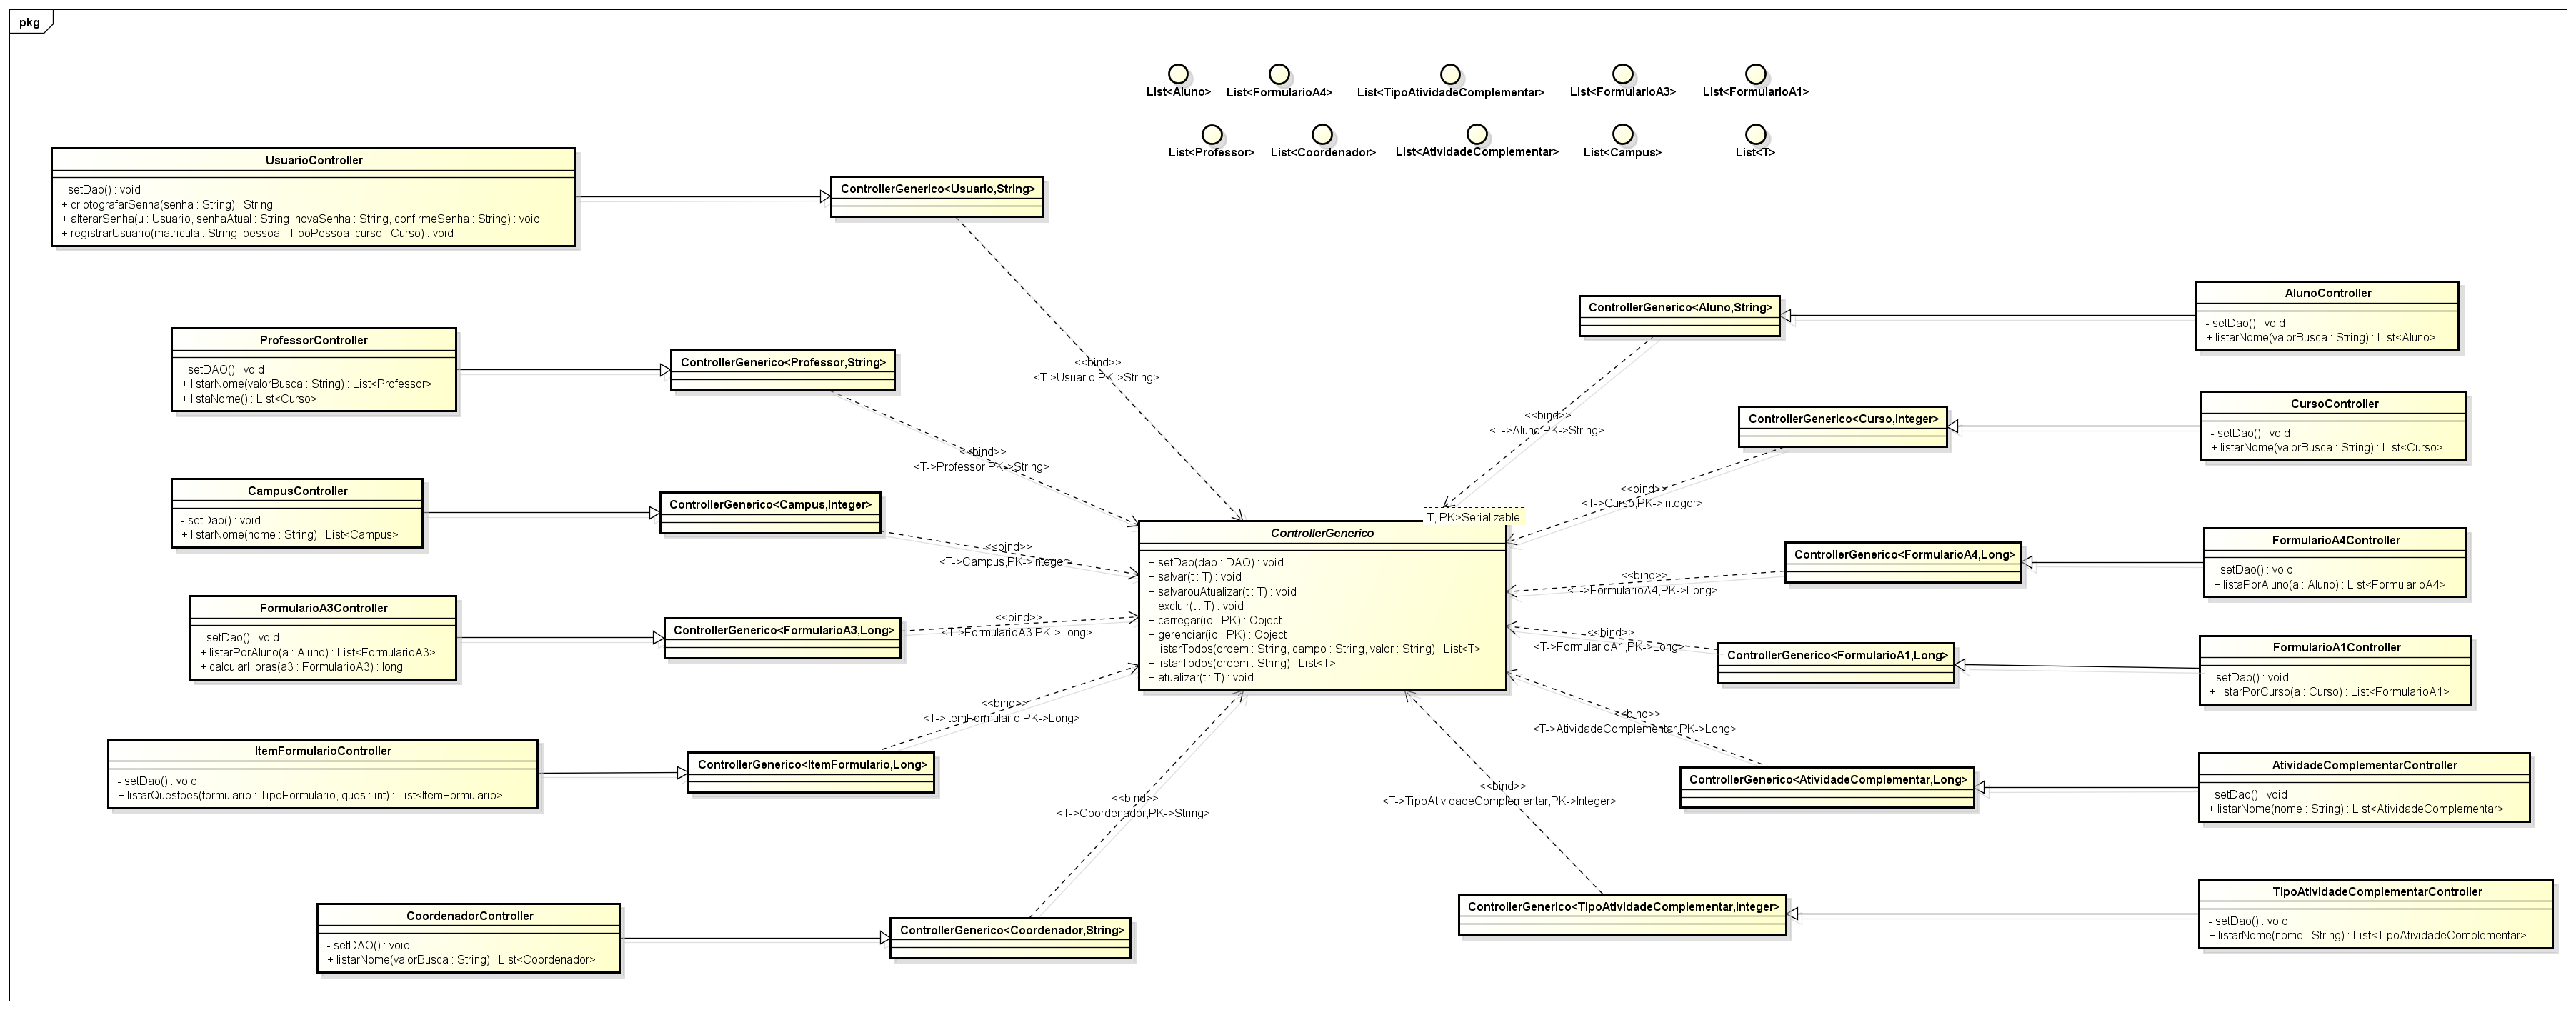 pkg
List<Aluno>
List<FormularioA4>
List<TipoAtividadeComplementar>
List<FormularioA3>
List<FormularioA1>
List<Professor>
List<Coordenador>
List<AtividadeComplementar>
List<Campus>
List<T>
UsuarioController
- setDao() : void
+ criptografarSenha(senha : String) : String
+ alterarSenha(u : Usuario, senhaAtual : String, novaSenha : String, confirmeSenha : String) : void
+ registrarUsuario(matricula : String, pessoa : TipoPessoa, curso : Curso) : void
ControllerGenerico<Usuario,String>
<<bind>>
<T->Usuario,PK->String>
ProfessorController
- setDAO() : void
+ listarNome(valorBusca : String) : List<Professor>
+ listaNome() : List<Curso>
ControllerGenerico<Professor,String>
<<bind>>
<T->Professor,PK->String>
CampusController
- setDao() : void
+ listarNome(nome : String) : List<Campus>
ControllerGenerico<Campus,Integer>
<<bind>>
<T->Campus,PK->Integer>
FormularioA3Controller
- setDao() : void
+ listarPorAluno(a : Aluno) : List<FormularioA3>
+ calcularHoras(a3 : FormularioA3) : long
ControllerGenerico<FormularioA3,Long>
<<bind>>
<T->FormularioA3,PK->Long>
ItemFormularioController
- setDao() : void
+ listarQuestoes(formulario : TipoFormulario, ques : int) : List<ItemFormulario>
ControllerGenerico<ItemFormulario,Long>
<<bind>>
<T->ItemFormulario,PK->Long>
CoordenadorController
- setDAO() : void
+ listarNome(valorBusca : String) : List<Coordenador>
ControllerGenerico<Coordenador,String>
<<bind>>
<T->Coordenador,PK->String>
T, PK>Serializable
ControllerGenerico
+ setDao(dao : DAO) : void
+ salvar(t : T) : void
+ salvarouAtualizar(t : T) : void
+ excluir(t : T) : void
+ carregar(id : PK) : Object
+ gerenciar(id : PK) : Object
+ listarTodos(ordem : String, campo : String, valor : String) : List<T>
+ listarTodos(ordem : String) : List<T>
+ atualizar(t : T) : void
ControllerGenerico<Aluno,String>
<<bind>>
<T->Aluno,PK->String>
AlunoController
- setDao() : void
+ listarNome(valorBusca : String) : List<Aluno>
ControllerGenerico<Curso,Integer>
<<bind>>
<T->Curso,PK->Integer>
CursoController
- setDao() : void
+ listarNome(valorBusca : String) : List<Curso>
ControllerGenerico<FormularioA4,Long>
<<bind>>
<T->FormularioA4,PK->Long>
FormularioA4Controller
- setDao() : void
+ listaPorAluno(a : Aluno) : List<FormularioA4>
ControllerGenerico<FormularioA1,Long>
<<bind>>
<T->FormularioA1,PK->Long>
FormularioA1Controller
- setDao() : void
+ listarPorCurso(a : Curso) : List<FormularioA1>
ControllerGenerico<AtividadeComplementar,Long>
<<bind>>
<T->AtividadeComplementar,PK->Long>
AtividadeComplementarController
- setDao() : void
+ listarNome(nome : String) : List<AtividadeComplementar>
ControllerGenerico<TipoAtividadeComplementar,Integer>
<<bind>>
<T->TipoAtividadeComplementar,PK->Integer>
TipoAtividadeComplementarController
- setDao() : void
+ listarNome(nome : String) : List<TipoAtividadeComplementar>